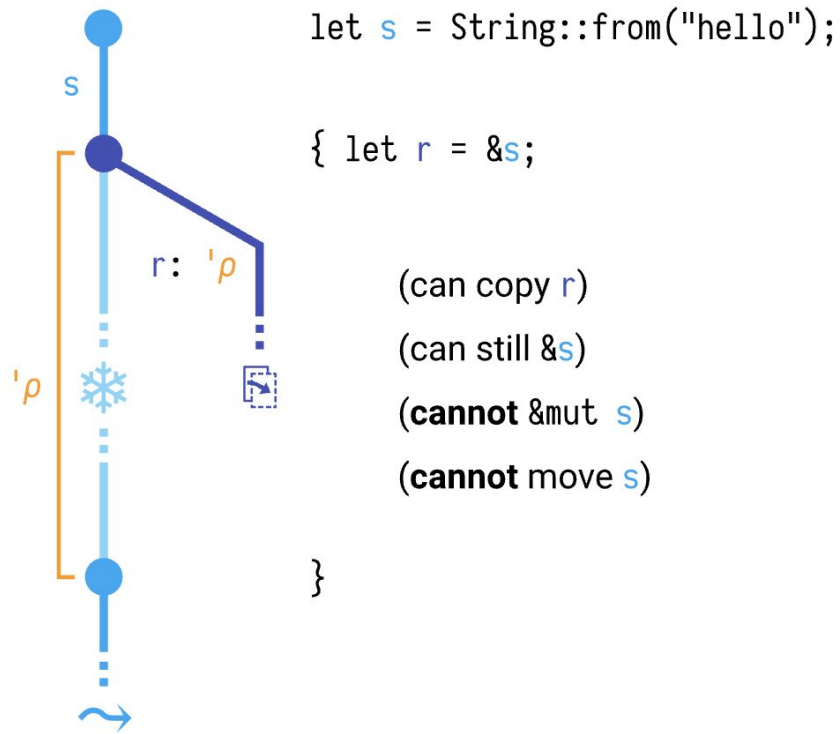 let s = String::from("hello");
s
{ let r = &s;
r: 'ρ
(can copy r)
(can still &s)
'ρ
(cannot &mut s)
(cannot move s)
}